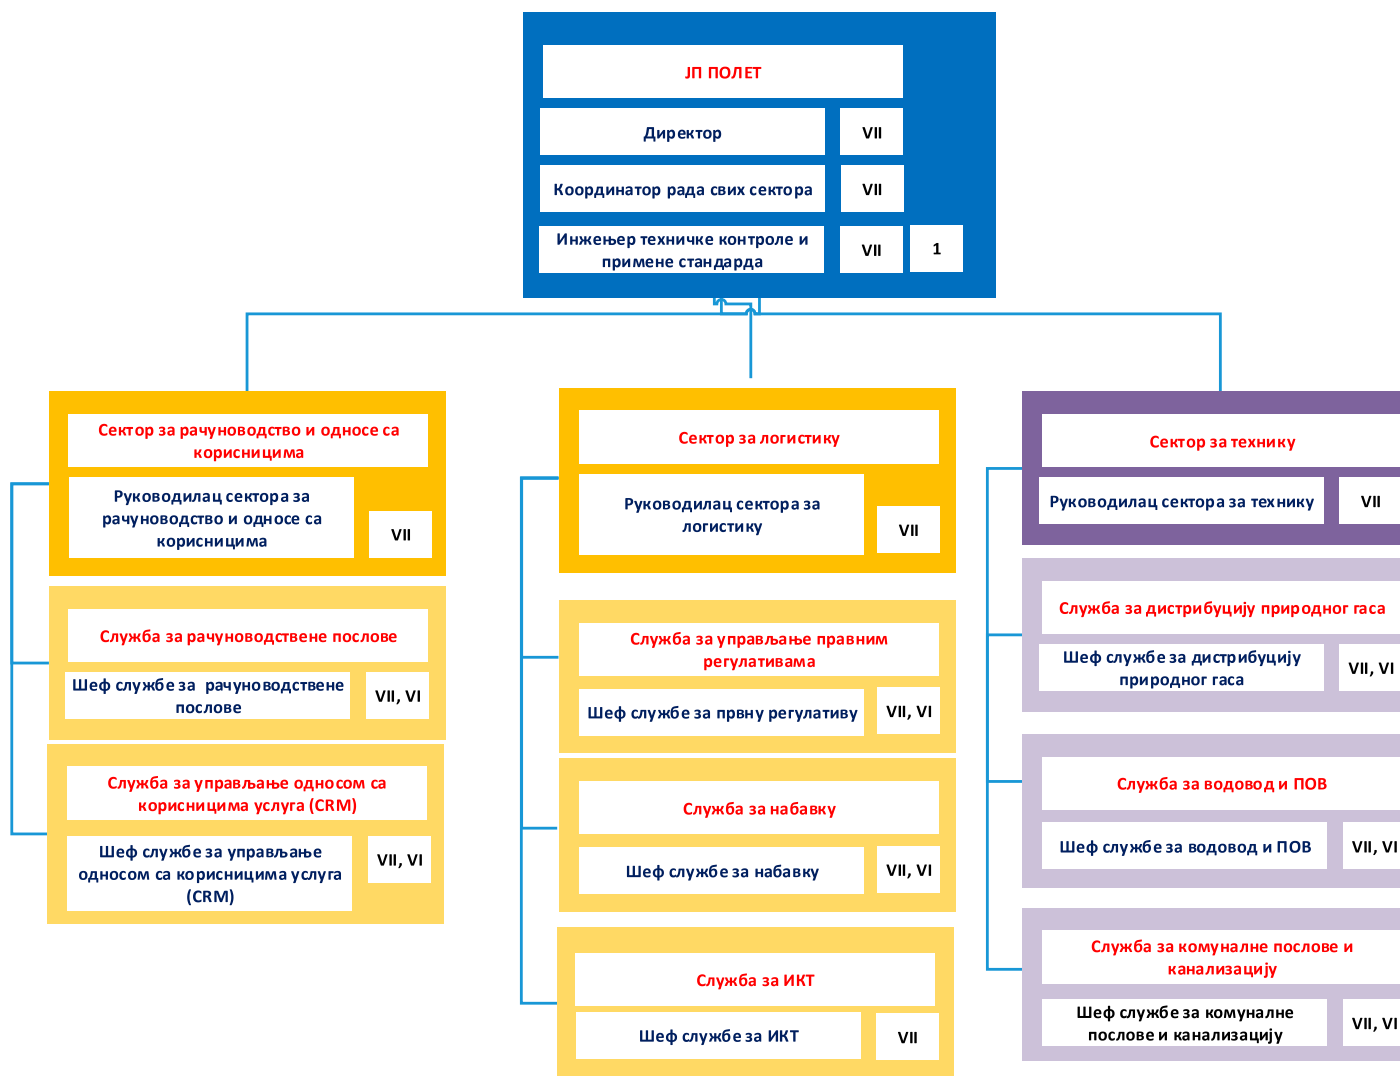 ЈП ПОЛЕТ
Директор
VII
Координатор рада свих сектора
VII
Инжењер техничке контроле и
примене стандарда
VII
1
Сектор за рачуноводство и односе са
корисницима
Руководилац сектора за
рачуноводство и односе са
корисницима
VII
Служба за рачуноводствене послове
Шеф службе за рачуноводствене
послове
VII, VI
Служба за управљање односом са
корисницима услуга (CRM)
Шеф службе за управљање
односом са корисницима услуга
(CRM)
VII, VI
Сектор за логистику
Руководилац сектора за
логистику
VII
Служба за управљање правним
регулативама
Шеф службе за првну регулативу
VII, VI
Служба за набавку
Шеф службе за набавку
VII, VI
Служба за ИКТ
Шеф службе за ИКТ
VII
Сектор за технику
Руководилац сектора за технику
VII
Служба за дистрибуцију природног гаса
Шеф службе за дистрибуцију
природног гаса
VII, VI
Служба за водовод и ПОВ
Шеф службе за водовод и ПОВ
VII, VI
Служба за комуналне послове и
канализацију
Шеф службе за комуналне
послове и канализацију
VII, VI